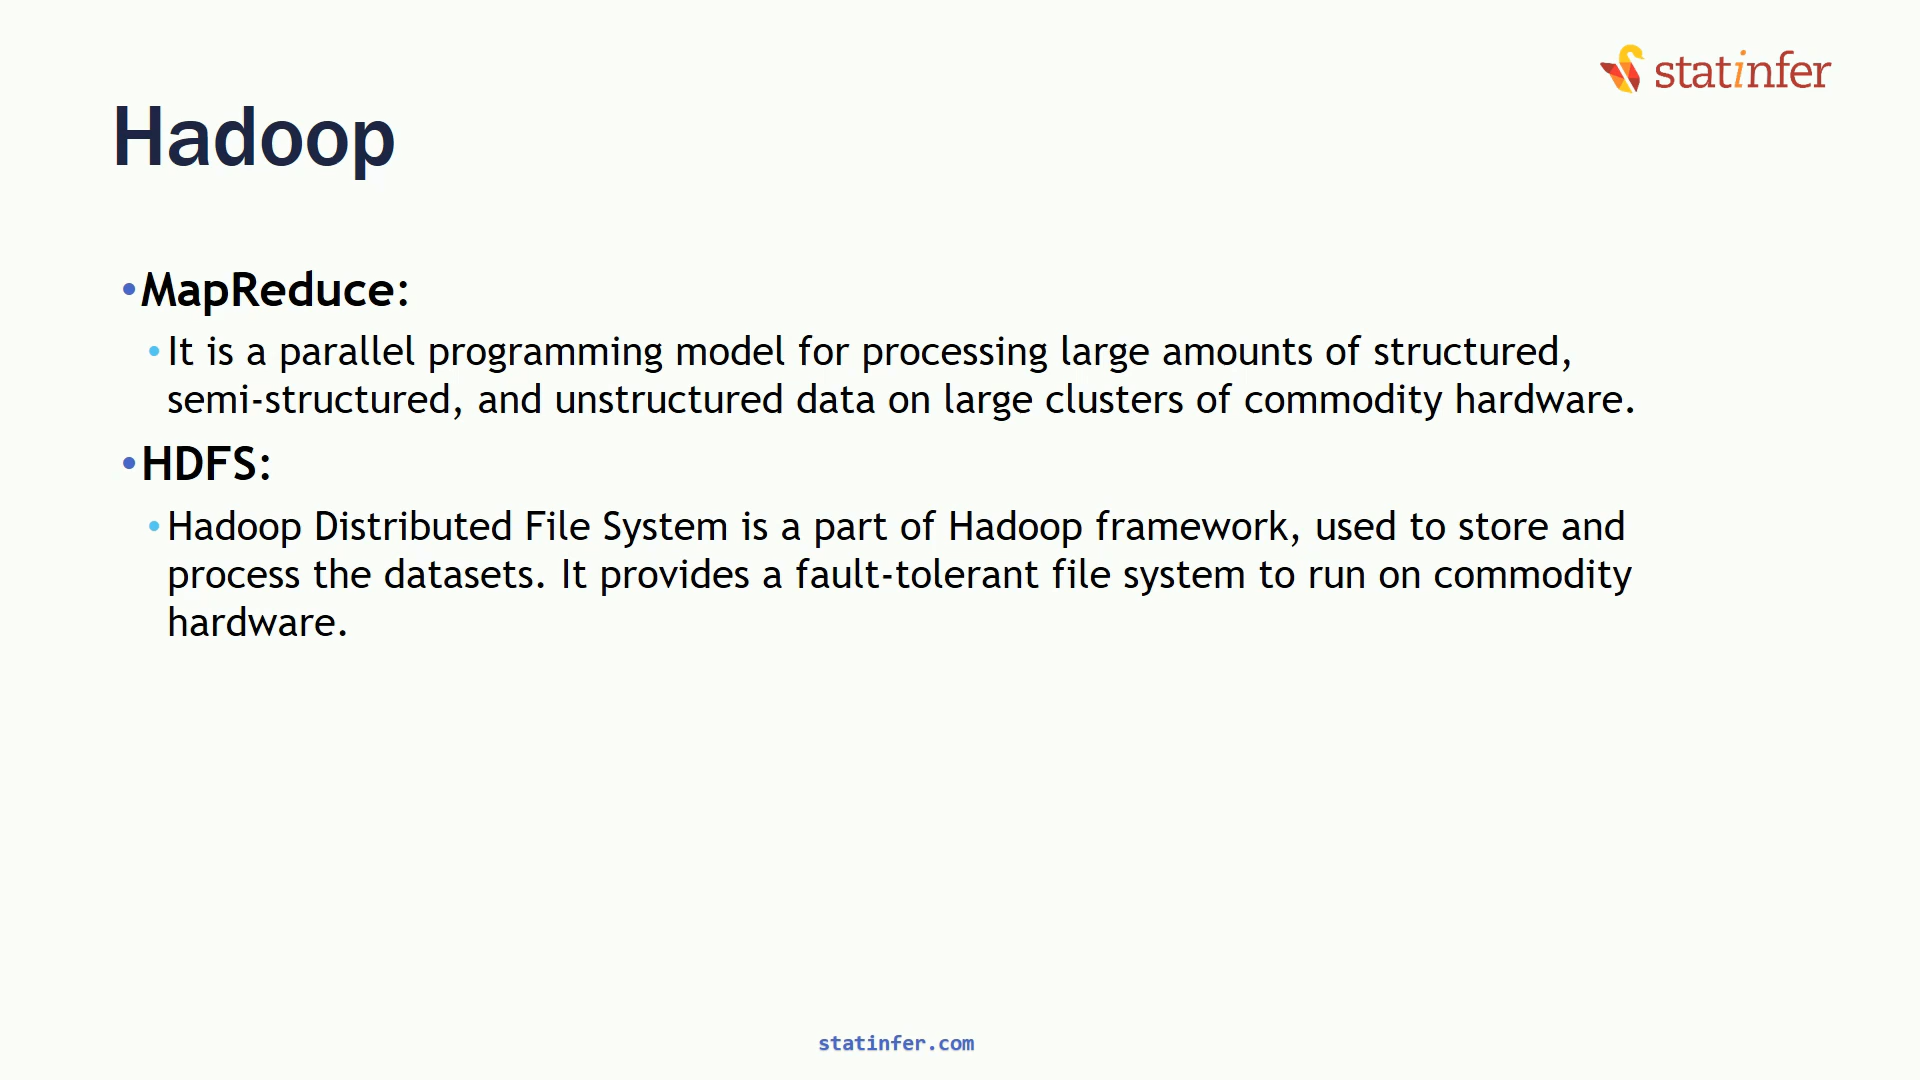 statinfer
Hadoop
•MapReduce:
•It is a parallel programming model for processing large amounts of structured,
semi-structured, and unstructured data on large clusters of commodity hardware.
•HDFS:
•Hadoop Distributed File System is a part of Hadoop framework, used to store and
process the datasets. It provides a fault-tolerant file system to run on commodity
hardware.
statinfer.com